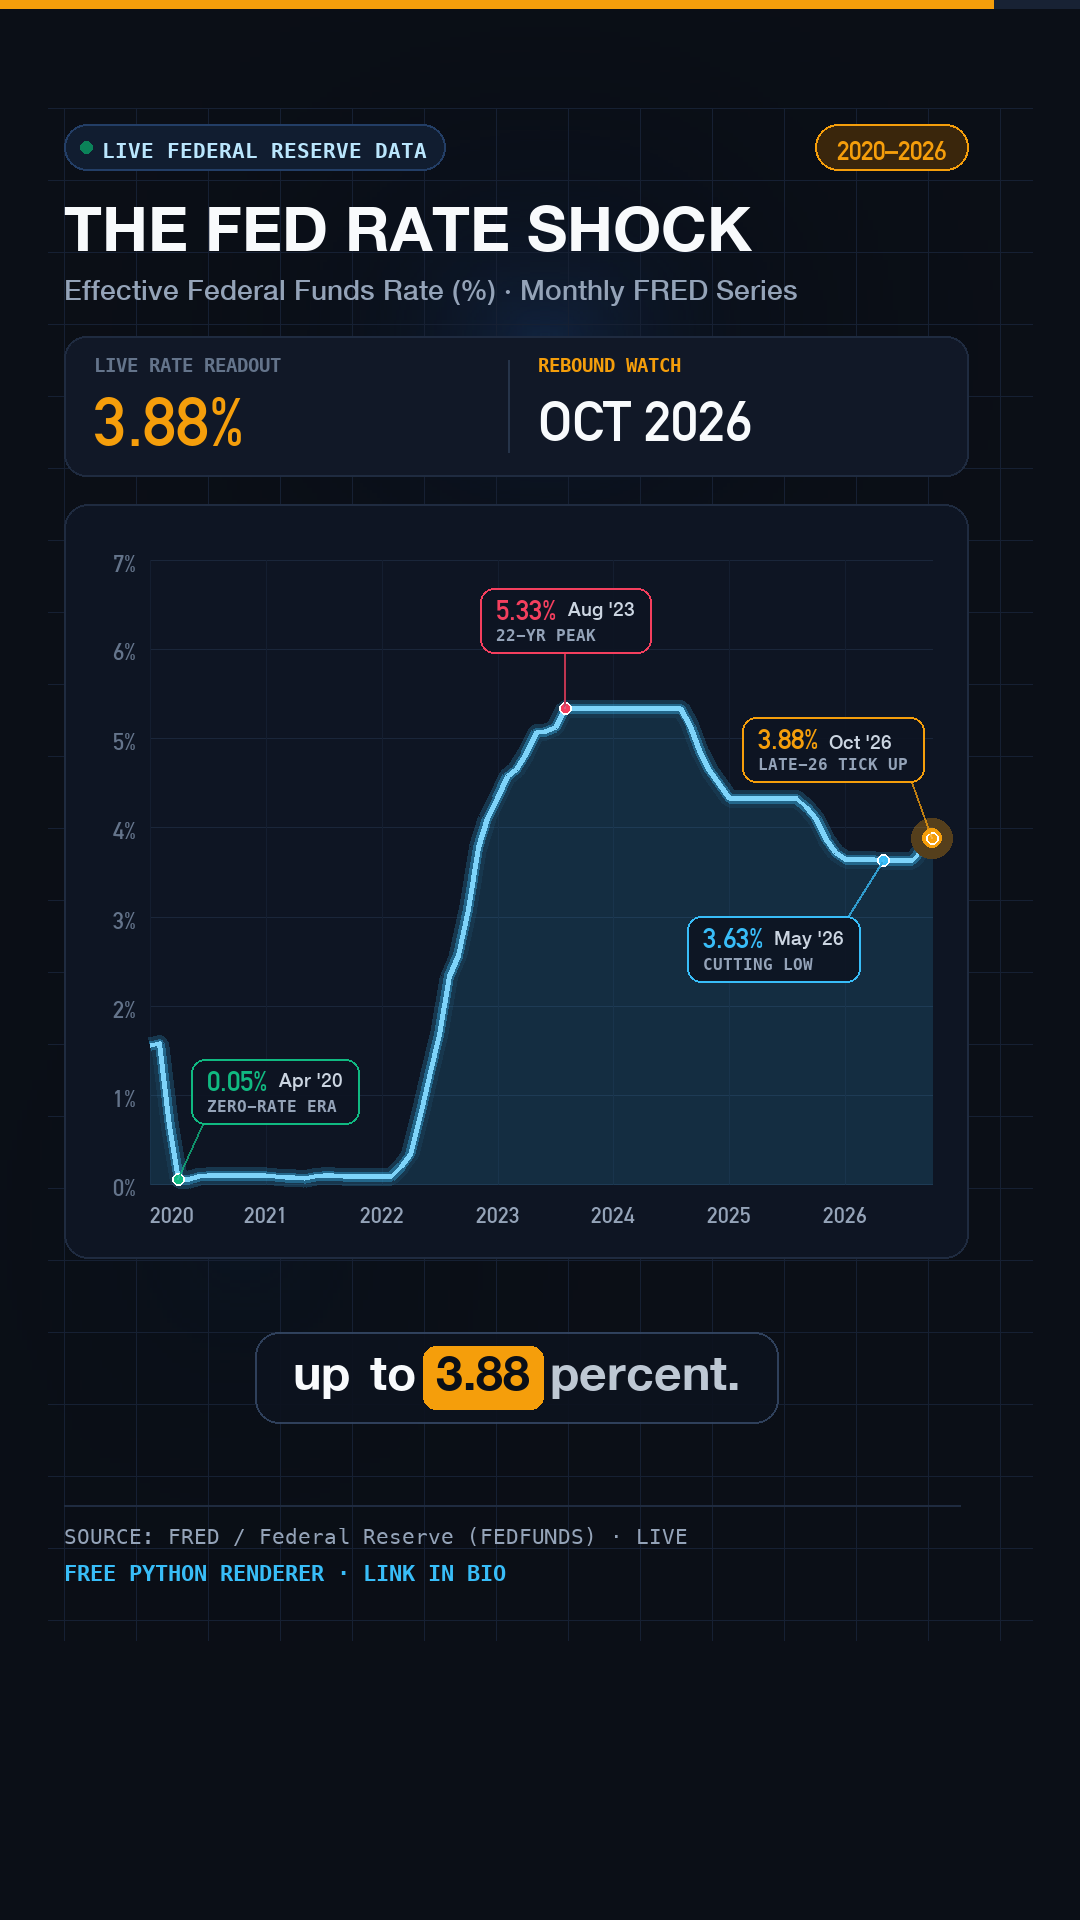 LIVE FEDERAL RESERVE DATA
2020–2026
THE FED RATE SHOCK
Effective Federal Funds Rate (%) · Monthly FRED Series
LIVE RATE READOUT
3.88%
REBOUND WATCH
OCT 2026
7%
6%
5%
4%
3%
2%
1%
0%
5.33% Aug '23
22–YR PEAK
3.88% Oct '26
LATE–26 TICK UP
3.63% May '26
CUTTING LOW
0.05% Apr '20
ZERO–RATE ERA
2020 2021 2022 2023 2024 2025 2026
up to 3.88 percent.
SOURCE: FRED / Federal Reserve (FEDFUNDS) · LIVE
FREE PYTHON RENDERER · LINK IN BIO